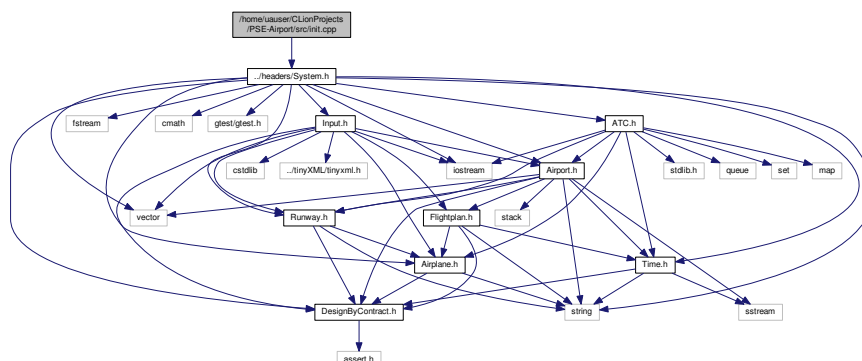 /home/uauser/CLionProjects
/PSE-Airport/src/init.cpp
../headers/System.h
fstream
cmath
gtest/gtest.h
Input.h
ATC.h
cstdlib
../tinyXML/tinyxml.h
iostream
Airport.h
stdlib.h
queue
set
map
vector
Runway.h
Flightplan.h
stack
Airplane.h
Time.h
DesignByContract.h
string
sstream
assert.h